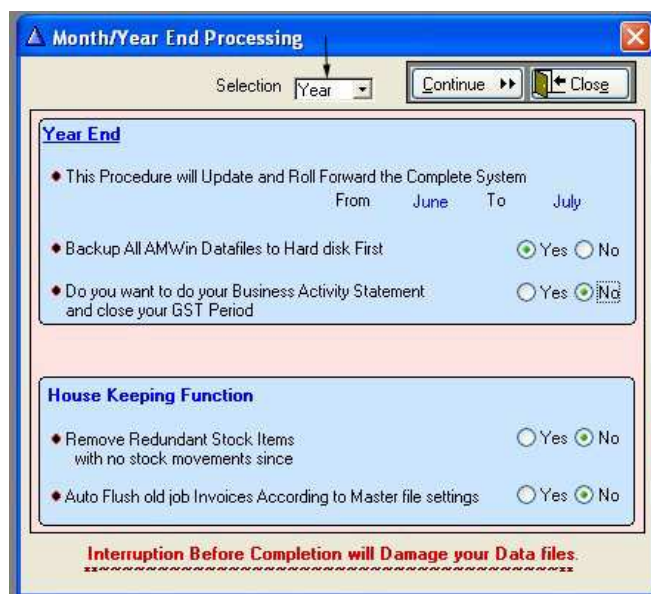 Month/Year End Processing
Selection Year Continue Close
Year End
This Procedure will Update and Roll Forward the Complete System
From June To July
Backup All AMWin Datafiles to Hard disk First Yes No
Do you want to do your Business Activity Statement Yes No
and close your GST Period
House Keeping Function
Remove Redundant Stock Items Yes No
with no stock movements since
Auto Flush old job Invoices According to Master file settings Yes No
Interruption Before Completion will Damage your Data files.